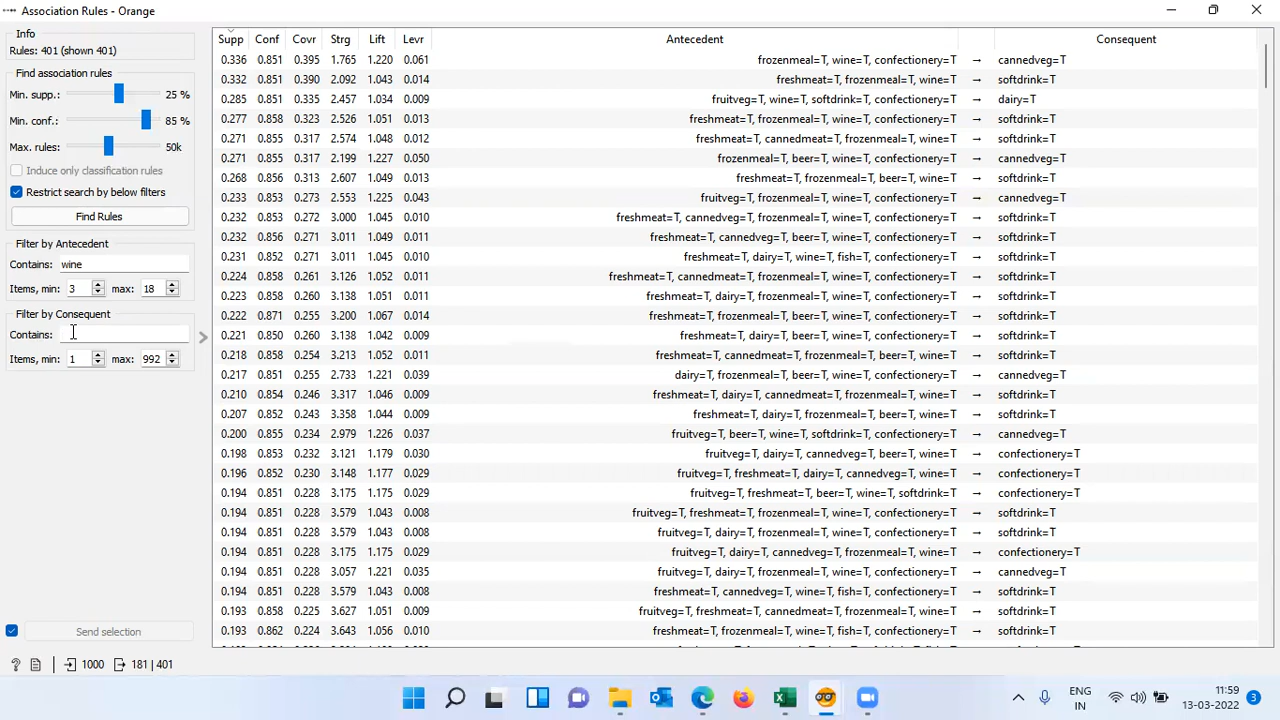 Association Rules - Orange
Info
Rules: 401 (shown 401)
Find association rules
Min. supp.: 25 %
Min. conf.: 85 %
Max. rules: 50k
Induce only classification rules
Restrict search by below filters
Find Rules
Filter by Antecedent
Contains: wine
Items, min: 3 max: 18
Filter by Consequent
Contains:
Items, min: 1 max: 992
Send selection
1000 181 | 401
Supp Conf Covr Strg Lift Levr Antecedent Consequent
0.336 0.851 0.395 1.765 1.220 0.061 frozenmeal=T, wine=T, confectionery=T → cannedveg=T
0.332 0.851 0.390 2.092 1.043 0.014 freshmeat=T, frozenmeal=T, wine=T → softdrink=T
0.285 0.851 0.335 2.457 1.034 0.009 fruitveg=T, wine=T, softdrink=T, confectionery=T → dairy=T
0.277 0.858 0.323 2.526 1.051 0.013 freshmeat=T, frozenmeal=T, wine=T, confectionery=T → softdrink=T
0.271 0.855 0.317 2.574 1.048 0.012 freshmeat=T, cannedmeat=T, frozenmeal=T, wine=T → softdrink=T
0.271 0.855 0.317 2.199 1.227 0.050 frozenmeal=T, beer=T, wine=T, confectionery=T → cannedveg=T
0.268 0.856 0.313 2.607 1.049 0.013 freshmeat=T, frozenmeal=T, beer=T, wine=T → softdrink=T
0.233 0.853 0.273 2.553 1.225 0.043 fruitveg=T, frozenmeal=T, wine=T, confectionery=T → cannedveg=T
0.232 0.853 0.272 3.000 1.045 0.010 freshmeat=T, cannedveg=T, frozenmeal=T, wine=T, confectionery=T → softdrink=T
0.232 0.856 0.271 3.011 1.049 0.011 freshmeat=T, cannedveg=T, beer=T, wine=T, confectionery=T → softdrink=T
0.231 0.852 0.271 3.011 1.045 0.010 freshmeat=T, dairy=T, wine=T, fish=T → softdrink=T
0.224 0.858 0.261 3.126 1.052 0.011 freshmeat=T, cannedmeat=T, frozenmeal=T, wine=T, confectionery=T → softdrink=T
0.223 0.858 0.260 3.138 1.051 0.011 freshmeat=T, dairy=T, frozenmeal=T, wine=T, confectionery=T → softdrink=T
0.222 0.871 0.255 3.200 1.067 0.014 freshmeat=T, frozenmeal=T, beer=T, wine=T, confectionery=T → softdrink=T
0.221 0.850 0.260 3.138 1.042 0.009 freshmeat=T, dairy=T, beer=T, wine=T, confectionery=T → softdrink=T
0.218 0.858 0.254 3.213 1.052 0.011 freshmeat=T, cannedmeat=T, frozenmeal=T, beer=T, wine=T → softdrink=T
0.217 0.851 0.255 2.733 1.221 0.039 dairy=T, frozenmeal=T, beer=T, wine=T, confectionery=T → cannedveg=T
0.210 0.854 0.246 3.317 1.046 0.009 freshmeat=T, dairy=T, cannedmeat=T, frozenmeal=T, wine=T → softdrink=T
0.207 0.852 0.243 3.358 1.044 0.009 freshmeat=T, dairy=T, frozenmeal=T, beer=T, wine=T → softdrink=T
0.200 0.855 0.234 2.979 1.226 0.037 fruitveg=T, beer=T, wine=T, softdrink=T, confectionery=T → cannedveg=T
0.198 0.853 0.232 3.121 1.179 0.030 fruitveg=T, dairy=T, cannedveg=T, beer=T, wine=T → confectionery=T
0.196 0.852 0.230 3.148 1.177 0.029 fruitveg=T, freshmeat=T, dairy=T, cannedveg=T, wine=T → confectionery=T
0.194 0.851 0.228 3.175 1.175 0.029 fruitveg=T, freshmeat=T, beer=T, wine=T, softdrink=T → confectionery=T
0.194 0.851 0.228 3.579 1.043 0.008 fruitveg=T, freshmeat=T, frozenmeal=T, wine=T, confectionery=T → softdrink=T
0.194 0.851 0.228 3.579 1.043 0.008 fruitveg=T, dairy=T, frozenmeal=T, wine=T, confectionery=T → softdrink=T
0.194 0.851 0.228 3.175 1.175 0.029 fruitveg=T, dairy=T, cannedveg=T, frozenmeal=T, wine=T → confectionery=T
0.194 0.851 0.228 3.057 1.221 0.035 fruitveg=T, dairy=T, frozenmeal=T, wine=T, confectionery=T → cannedveg=T
0.194 0.851 0.228 3.579 1.043 0.008 freshmeat=T, cannedveg=T, wine=T, fish=T, confectionery=T → softdrink=T
0.193 0.858 0.225 3.627 1.051 0.009 fruitveg=T, freshmeat=T, cannedmeat=T, frozenmeal=T, wine=T → softdrink=T
0.193 0.862 0.224 3.643 1.056 0.010 freshmeat=T, frozenmeal=T, wine=T, fish=T, confectionery=T → softdrink=T
ENG
IN
11:59
13-03-2022
3